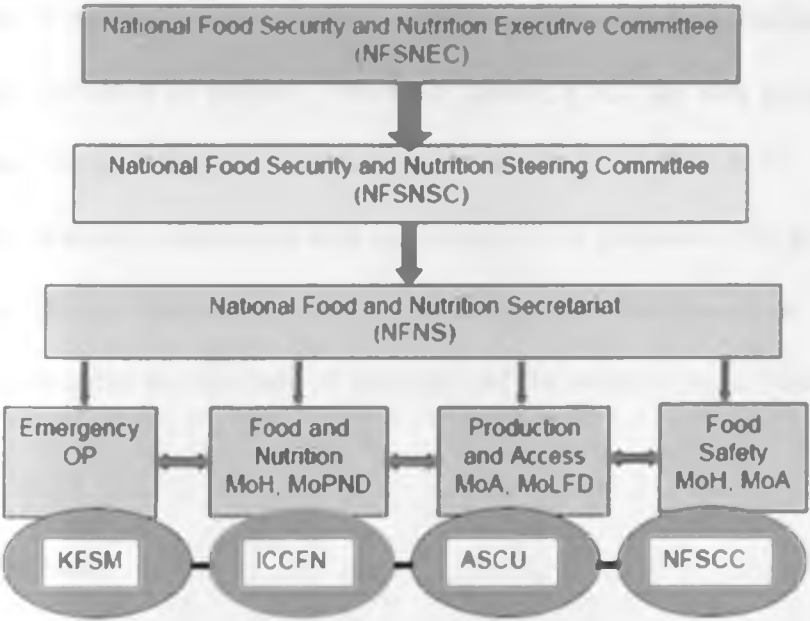 National Food Security and Nutrition Executive Committee
(NFSNEC)
National Food Security and Nutrition Steering Committee
(NFSNSC)
National Food and Nutrition Secretariat
(NFNS)
Emergency
OP
Food and
Nutrition
MoH, MoPND
Production
and Access
MoA, MoLFD
Food
Safety
MoH, MoA
KFSM
ICCFN
ASCU
NFSCC